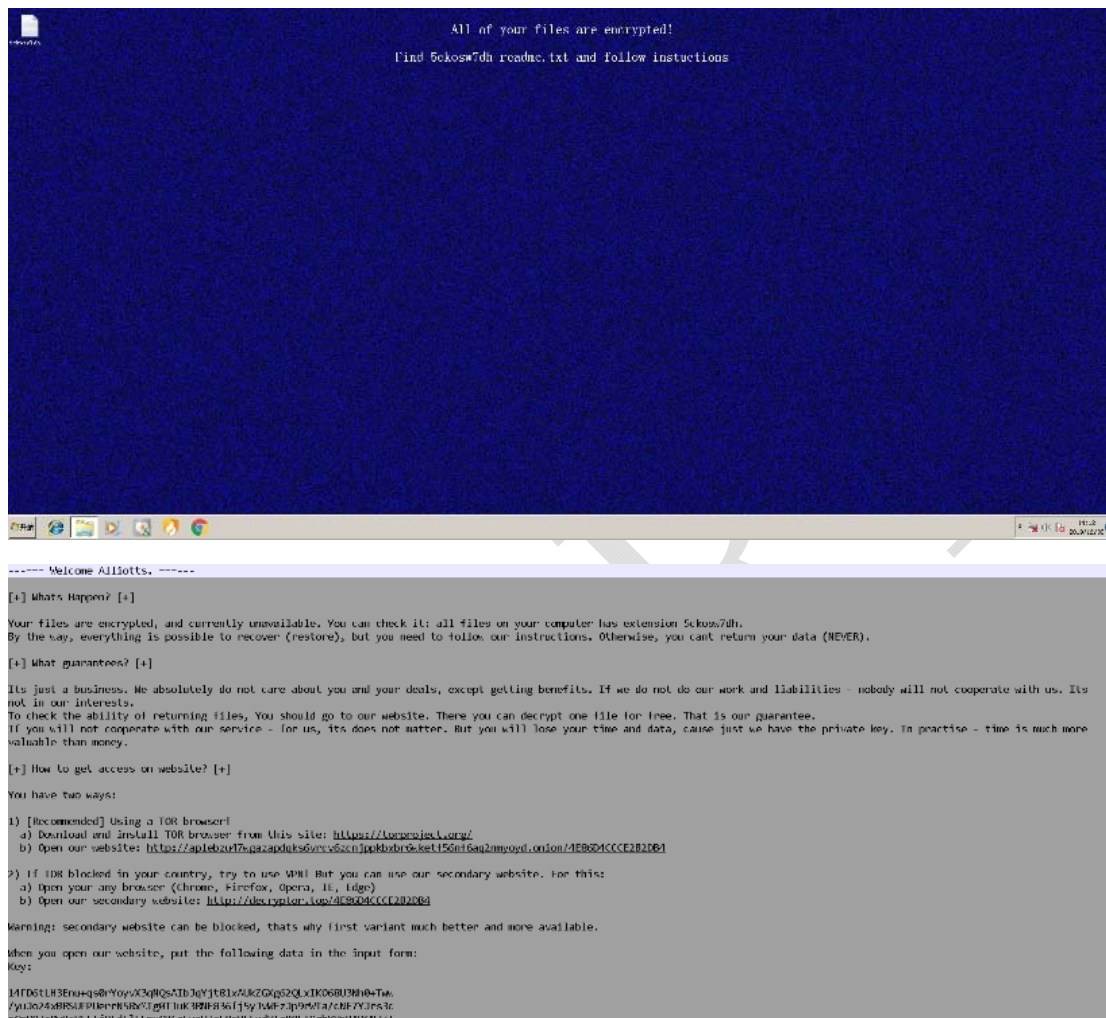 All of your files are encrypted!
Find 5ckosw7dh readme.txt and follow instuctions
Welcome Alliotts.
[+] Whats Happen? [+]
Your files are encrypted, and currently unavailable. You can check it: all files on your computer has extension 5ckosw7dh.
By the way, everything is possible to recover (restore), but you need to follow our instructions. Otherwise, you cant return your data (NEVER).
[+] What guarantees? [+]
Its just a business. We absolutely do not care about you and your deals, except getting benefits. If we do not do our work and liabilities - nobody will not cooperate with us. Its
not in our interests.
To check the ability of returning files, You should go to our website. There you can decrypt one file for free. That is our guarantee.
If you will not cooperate with our service - for us, its does not matter. But you will lose your time and data, cause just we have the private key. In practise - time is much more
valuable than money.
[+] How to get access on website? [+]
You have two ways:
1) [Recommended] Using a TOR browser!
a) Download and install TOR browser from this site: https://torproject.org/
b) Open our website:
2) If TOR blocked in your country, try to use VPN! But you can use our secondary website. For this:
a) Open your any browser (Chrome, Firefox, Opera, IE, Edge)
b) Open our secondary website:
Warning: secondary website can be blocked, thats why first variant much better and more available.
When you open our website, put the following data in the input form:
Key: